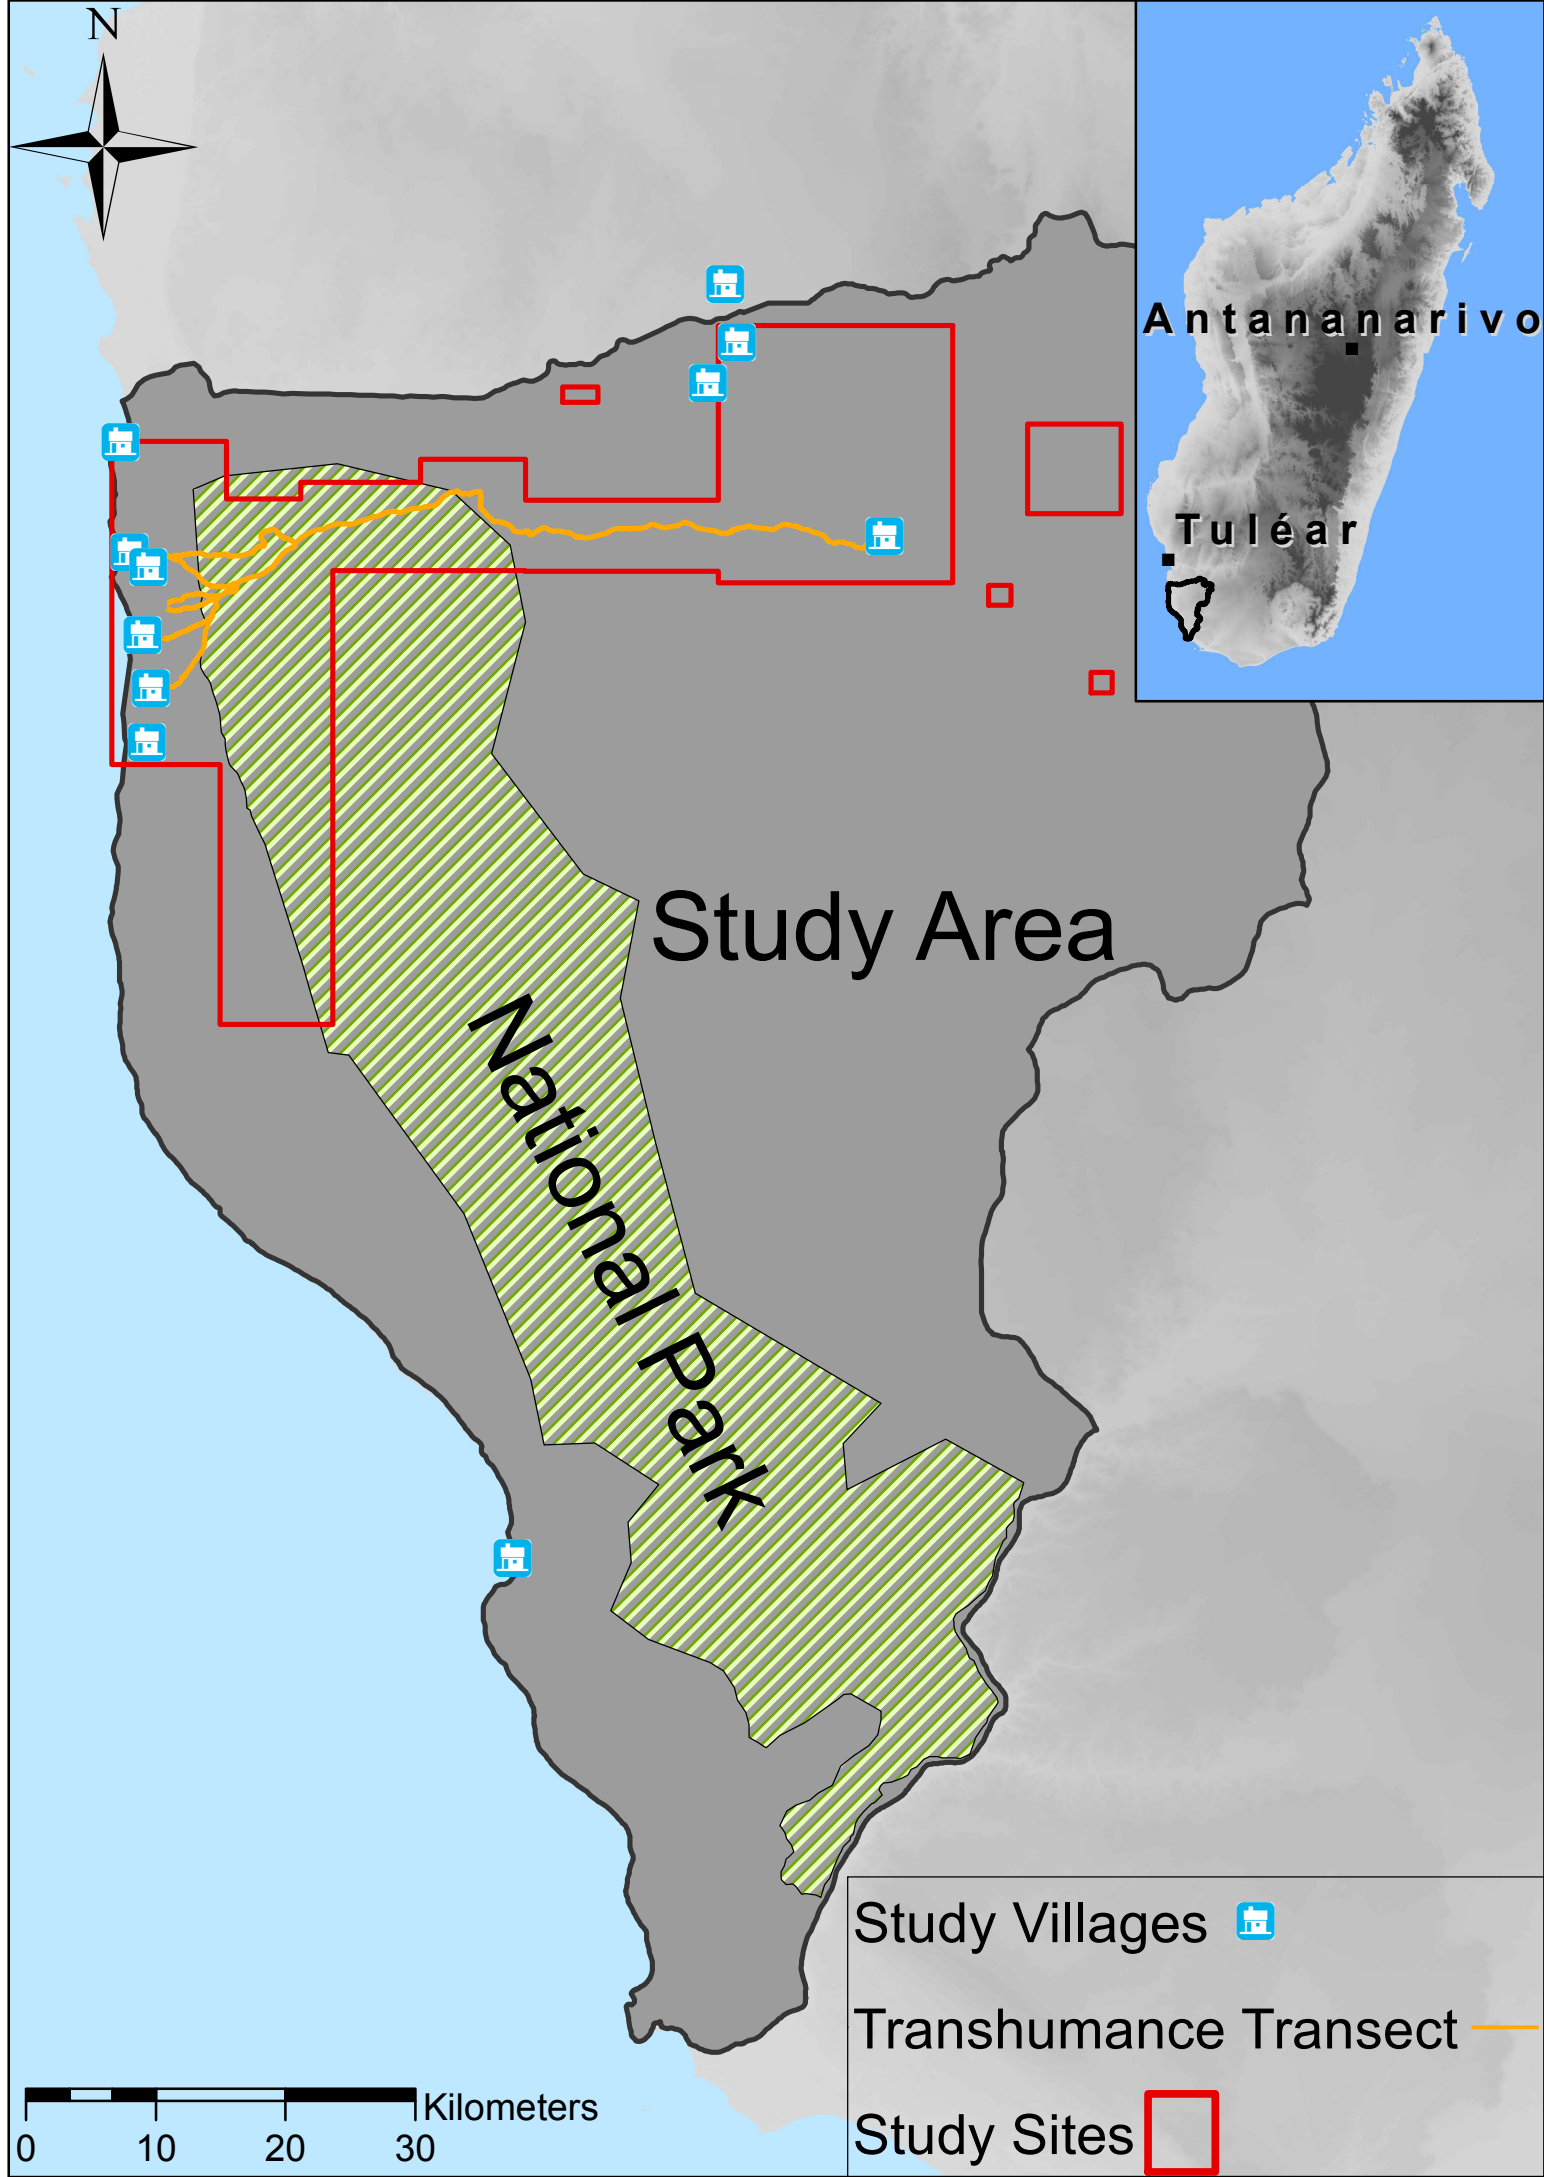 N
Antananarivo
Tuléar
Study Area
National Park
Study Villages
Transhumance Transect
Study Sites
Kilometers
0 10 20 30